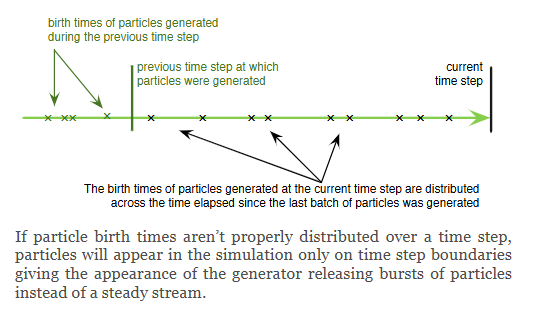 birth times of particles generated
during the previous time step
previous time step at which
particles were generated
current
time step
The birth times of particles generated at the current time step are distributed
across the time elapsed since the last batch of particles was generated
If particle birth times aren’t properly distributed over a time step,
particles will appear in the simulation only on time step boundaries
giving the appearance of the generator releasing bursts of particles
instead of a steady stream.